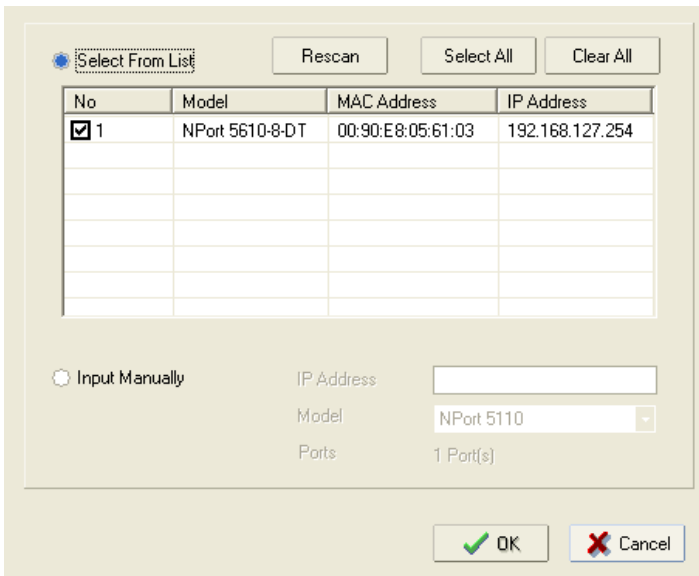 Select From List Rescan Select All Clear All
No Model MAC Address IP Address
1 NPort 5610-8-DT 00:90:E8:05:61:03 192.168.127.254
Input Manually IP Address
Model NPort 5110
Ports 1 Port(s)
OK Cancel